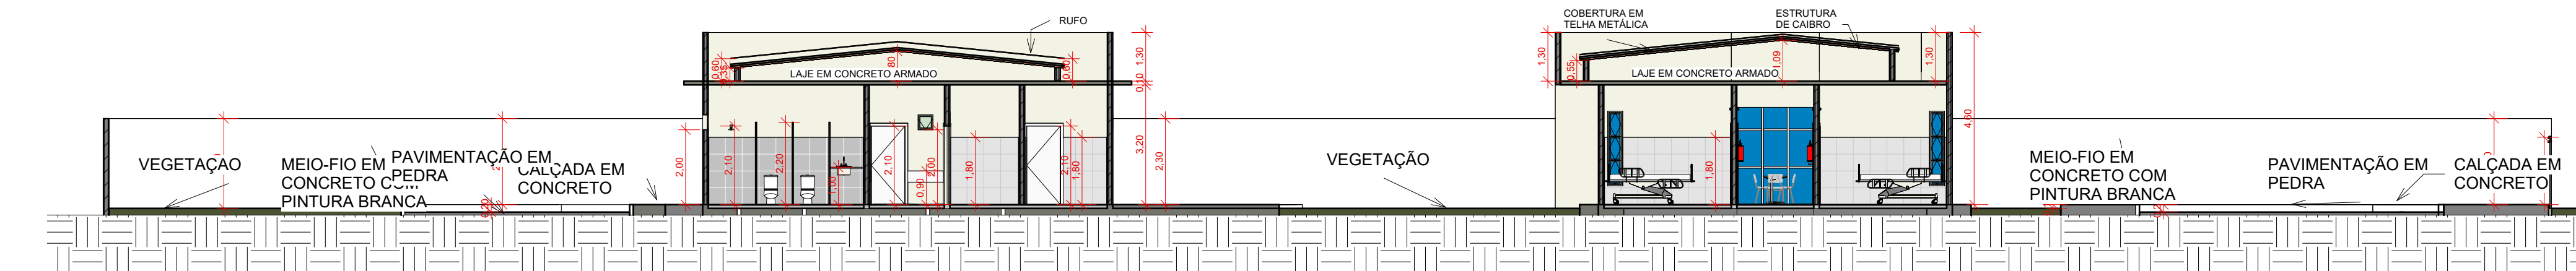 RUFO
LAJE EM CONCRETO ARMADO
0,60
0,35
80
0,60
1,30
0,10
3,20
2,30
2,00
2,10
2,20
1,00
2,10
0,90
2,00
1,80
2,10
1,80
VEGETAÇÃO
MEIO-FIO EM
CONCRETO COM
PINTURA BRANCA
PAVIMENTAÇÃO EM
PEDRA
CALÇADA EM
CONCRETO
VEGETAÇÃO
COBERTURA EM
TELHA METÁLICA
ESTRUTURA
DE CAIBRO
1,30
0,55
1,09
1,30
LAJE EM CONCRETO ARMADO
4,60
1,80
MEIO-FIO EM
CONCRETO COM
PINTURA BRANCA
PAVIMENTAÇÃO EM
PEDRA
CALÇADA EM
CONCRETO